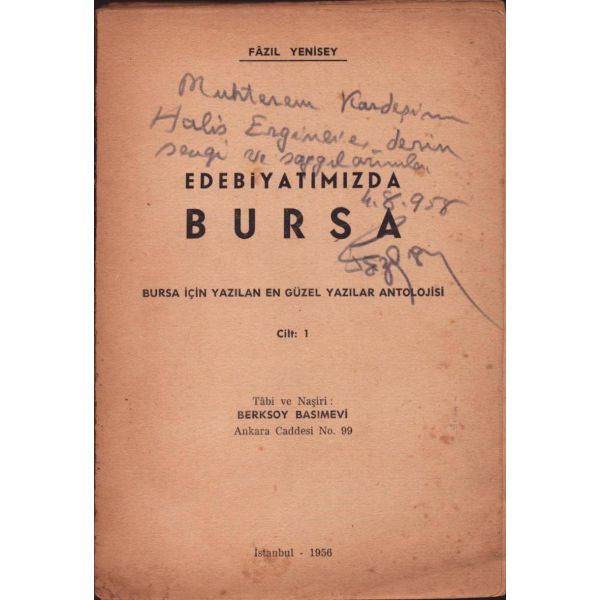 FÂZIL YENİSEY
Muhterem Kardeşim
Halis Erginer'e, derin
sevgi ve saygılarımla,
4.8.958
EDEBİYATIMIZDA
BURSA
BURSA İÇİN YAZILAN EN GÜZEL YAZILAR ANTOLOJİSİ
Cilt: 1
Tâbi ve Naşiri :
BERKSOY BASIMEVİ
Ankara Caddesi No. 99
İstanbul - 1956